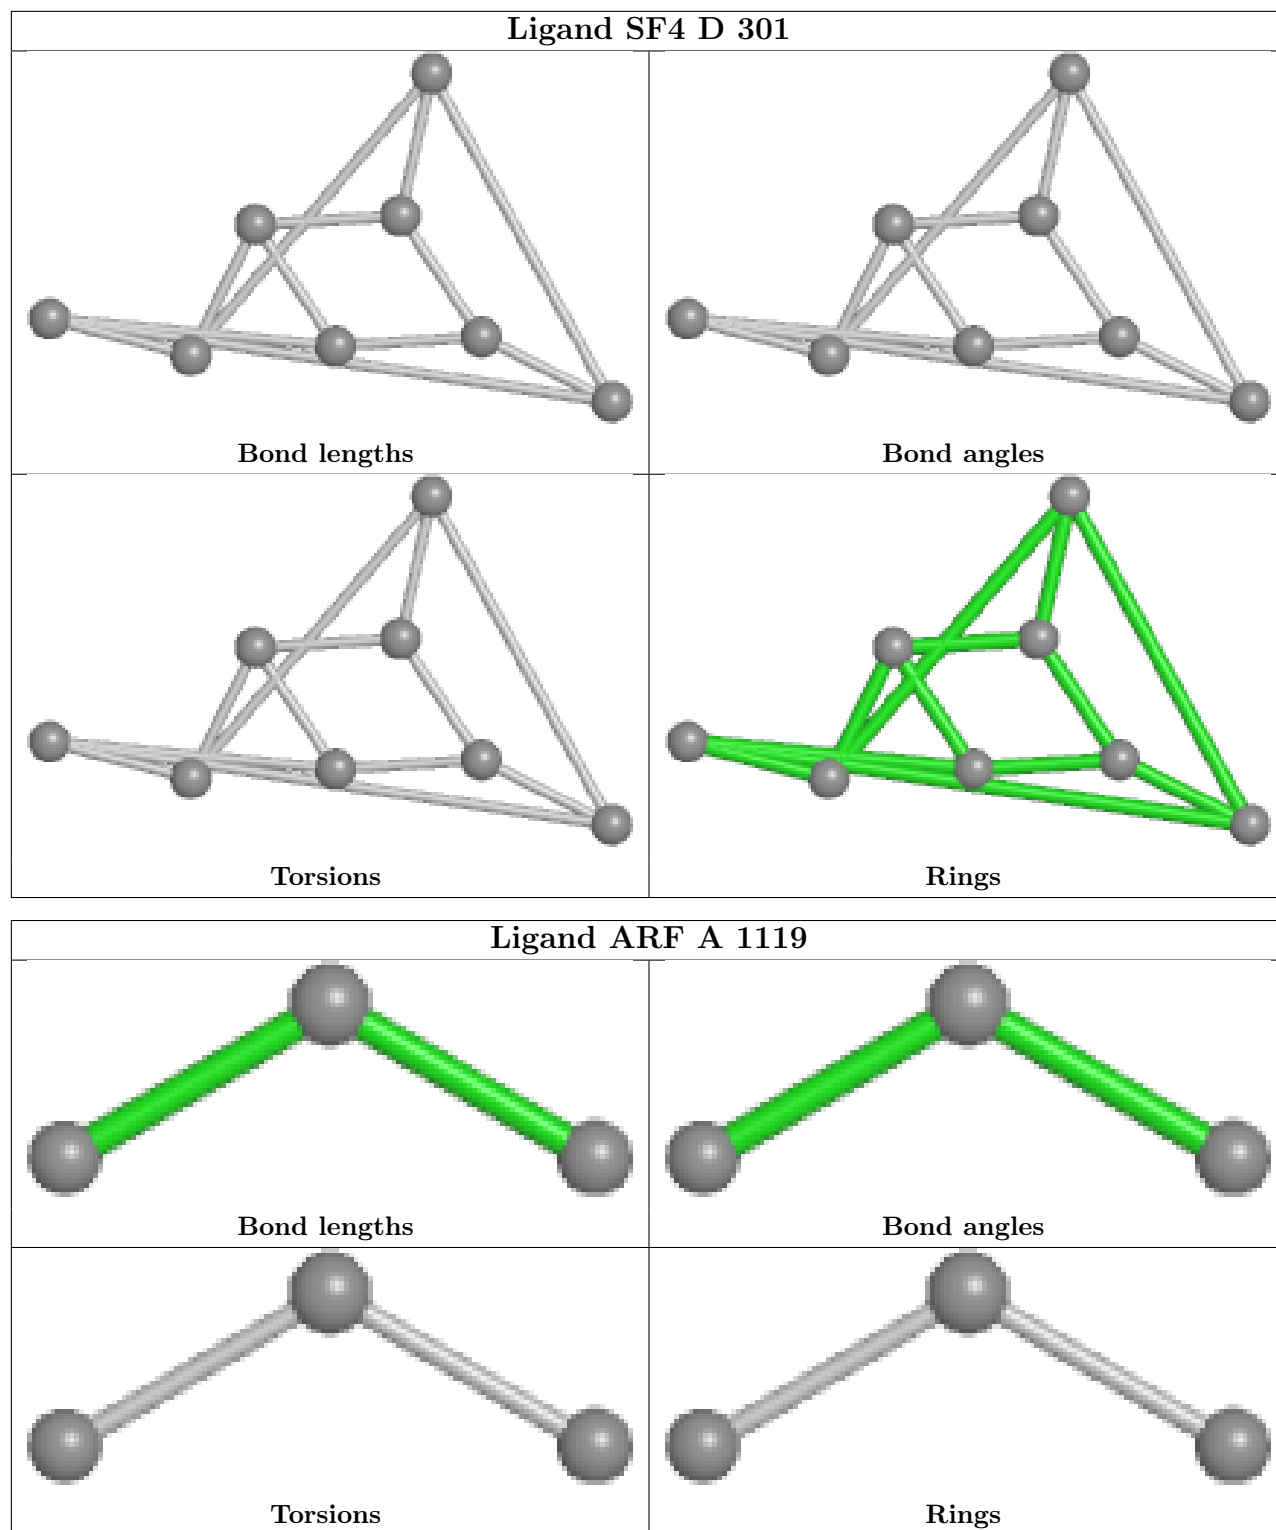 Ligand SF4 D 301
Bond lengths
Bond angles
Torsions
Rings
Ligand ARF A 1119
Bond lengths
Bond angles
Torsions
Rings